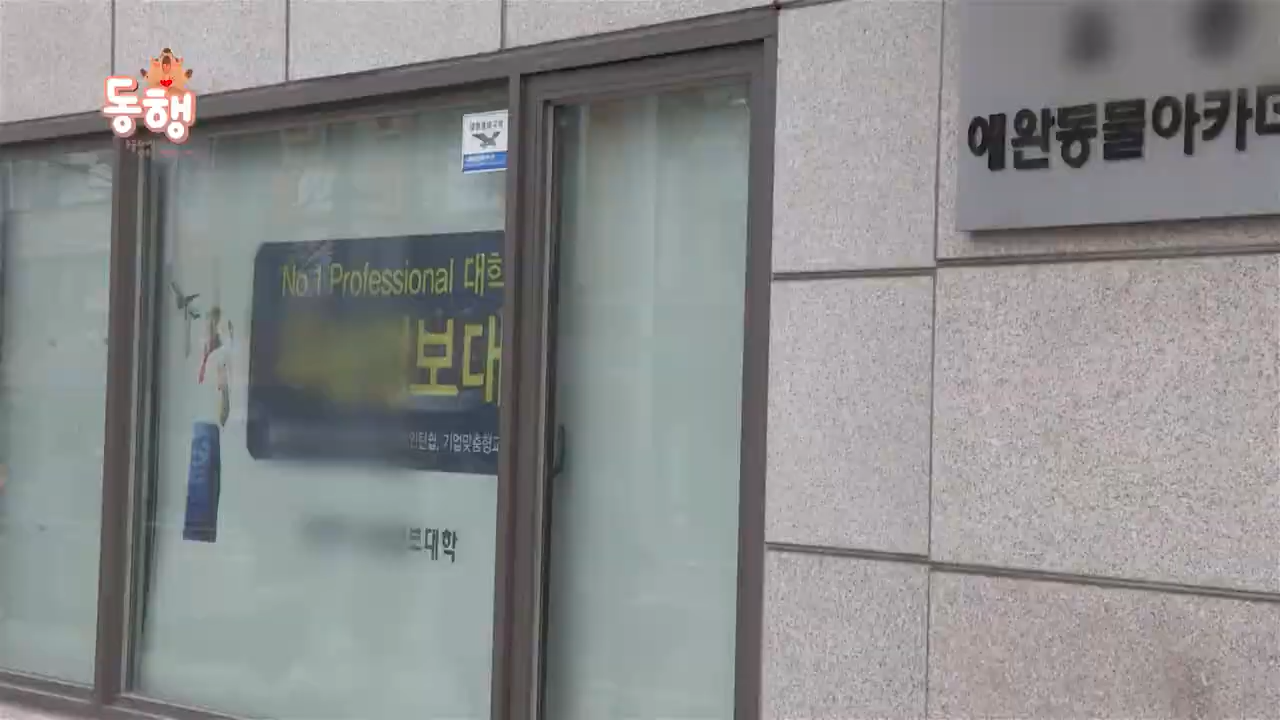 동행
애완동물아카데
No.1 Professional 대학
보대
인턴쉽, 기업맞춤형교
보대학